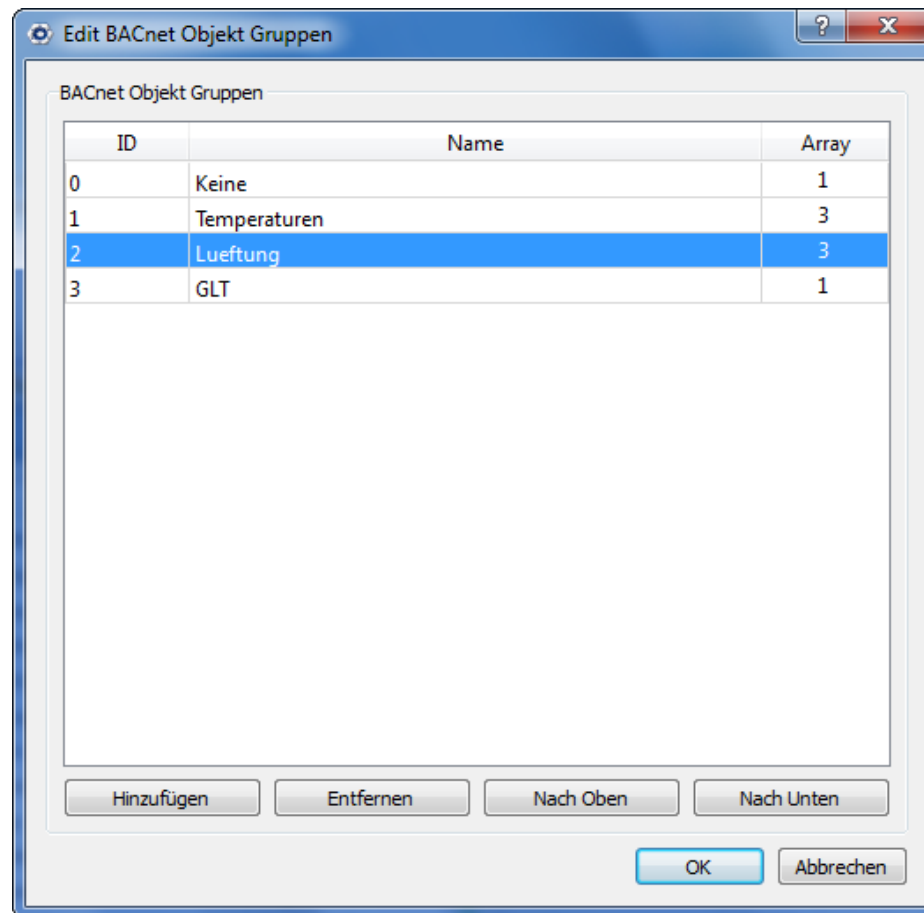 Edit BACnet Objekt Gruppen
BACnet Objekt Gruppen
ID Name Array
0 Keine 1
1 Temperaturen 3
2 Lueftung 3
3 GLT 1
Hinzufügen Entfernen Nach Oben Nach Unten
OK Abbrechen